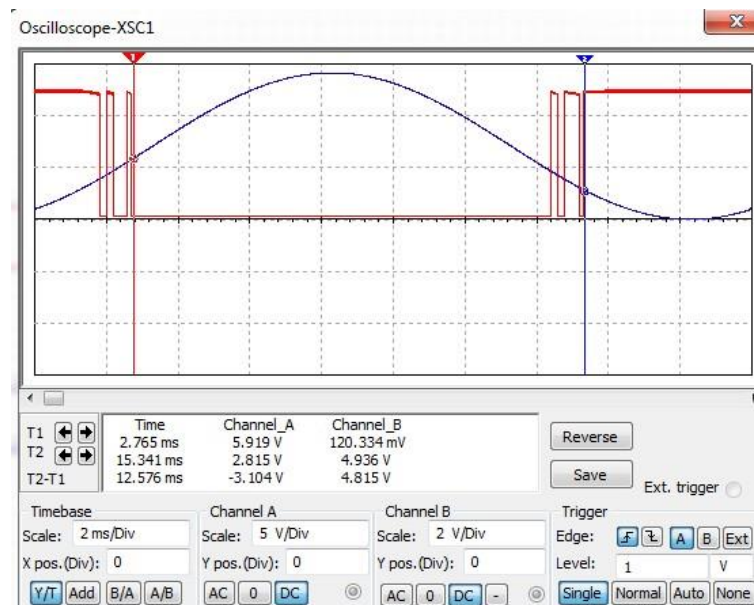 Oscilloscope-XSC1
1 2
Time Channel_A Channel_B
T1 2.765 ms 5.919 V 120.334 mV
T2 15.341 ms 2.815 V 4.936 V
T2-T1 12.576 ms -3.104 V 4.815 V
Reverse
Save
Ext. trigger
Timebase Channel A Channel B Trigger
Scale: 2 ms/Div Scale: 5 V/Div Scale: 2 V/Div Edge: A B Ext
X pos.(Div): 0 Y pos.(Div): 0 Y pos.(Div): 0 Level: 1 V
Y/T Add B/A A/B AC 0 DC AC 0 DC - Single Normal Auto None